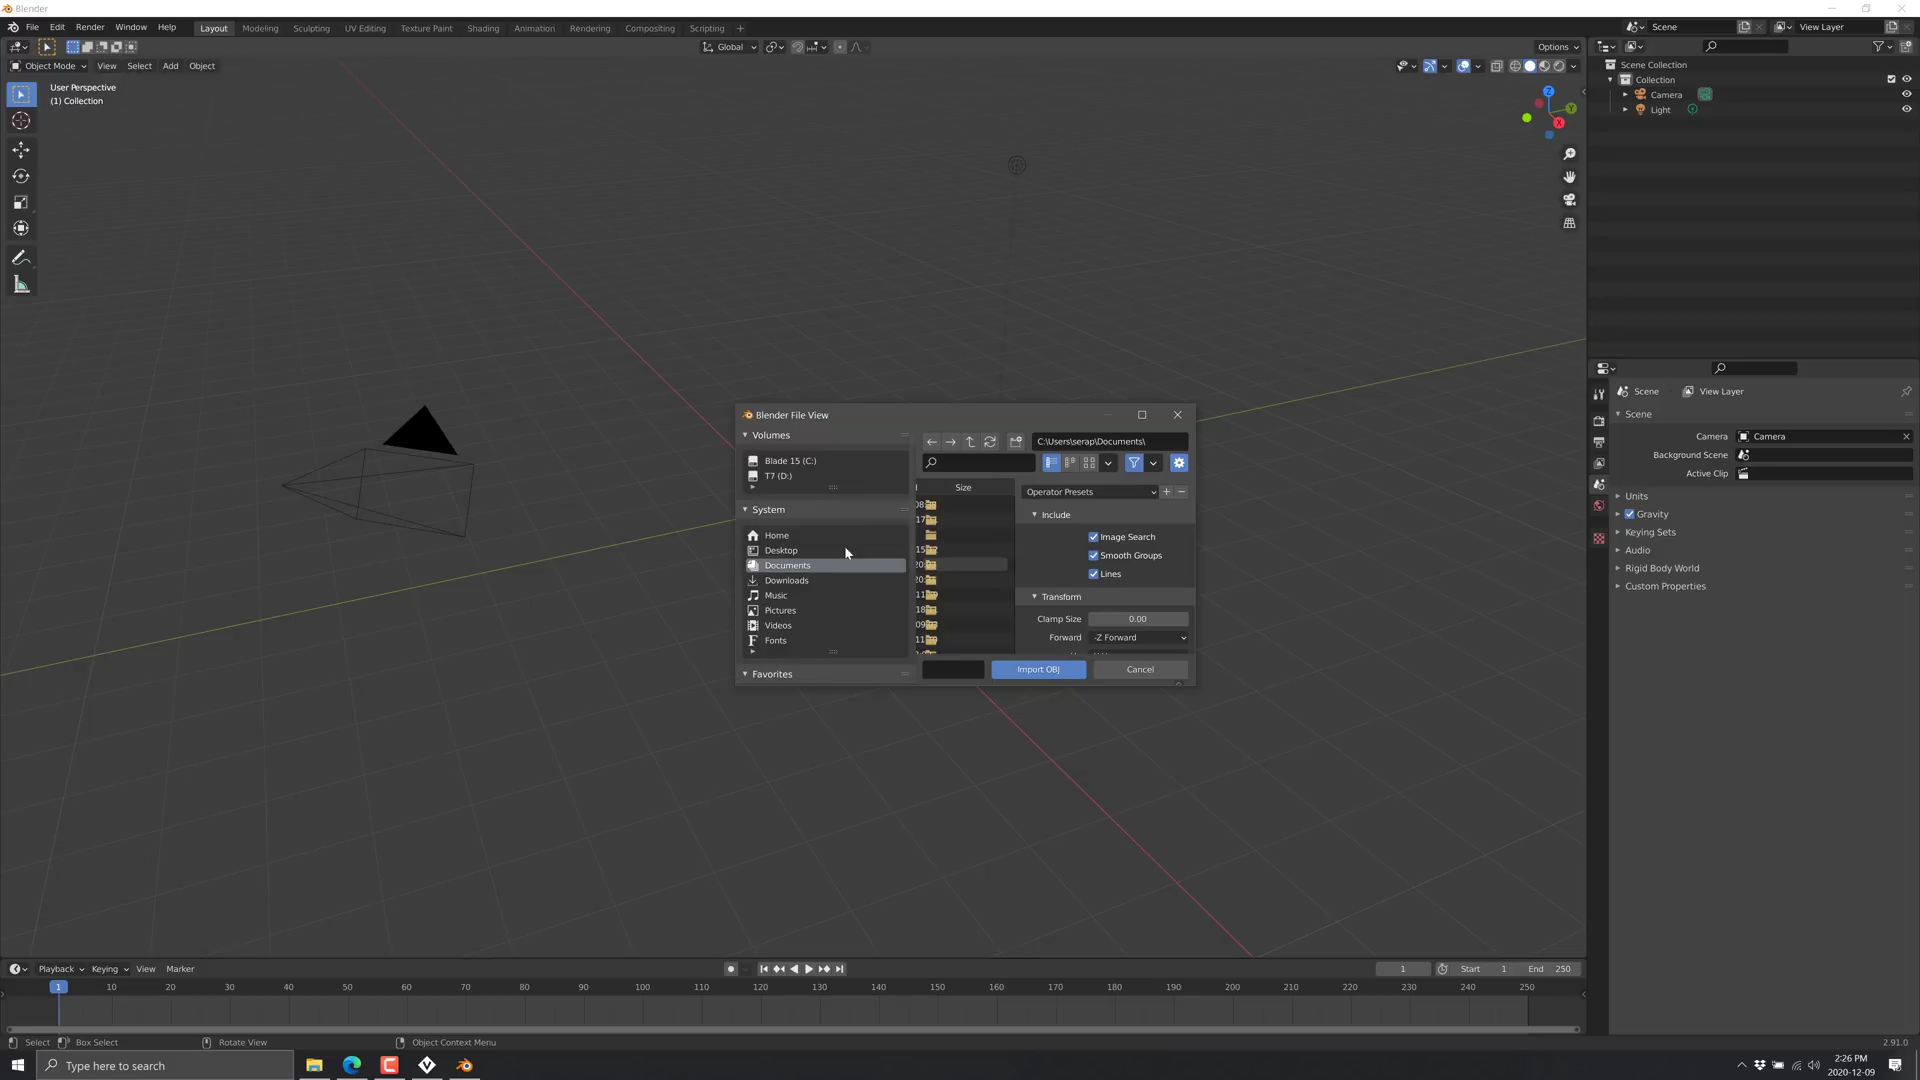 Blender
File Edit Render Window Help Layout Modeling Sculpting UV Editing Texture Paint Shading Animation Rendering Compositing Scripting + Scene View Layer
Global Options
Object Mode View Select Add Object
User Perspective
(1) Collection
Z
Y
X
Scene Collection
Collection
Camera
Light
Scene View Layer
Scene
Camera Camera
Background Scene
Active Clip
Units
Gravity
Keying Sets
Audio
Rigid Body World
Custom Properties
Blender File View
Volumes
Blade 15 (C:)
T7 (D:)
System
Home
Desktop
Documents
Downloads
Music
Pictures
Videos
Fonts
Favorites
C:\Users\serap\Documents\
Size
Operator Presets
Include
Image Search
Smooth Groups
Lines
Transform
Clamp Size 0.00
Forward -Z Forward
Import OBJ Cancel
Playback Keying View Marker 1 Start 1 End 250
1 10 20 30 40 50 60 70 80 90 100 110 120 130 140 150 160 170 180 190 200 210 220 230 240 250
Select Box Select Rotate View Object Context Menu 2.91.0
Type here to search
2:26 PM
2020-12-09